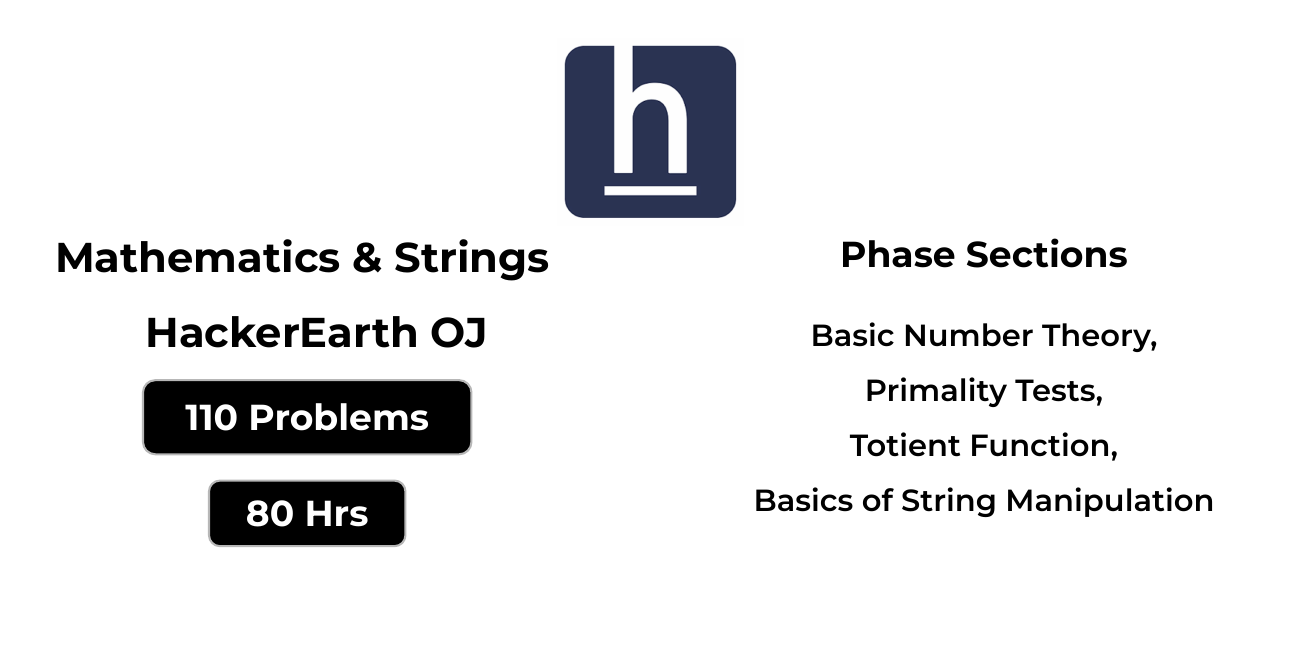 h
Mathematics & Strings
HackerEarth OJ
110 Problems
80 Hrs
Phase Sections
Basic Number Theory,
Primality Tests,
Totient Function,
Basics of String Manipulation